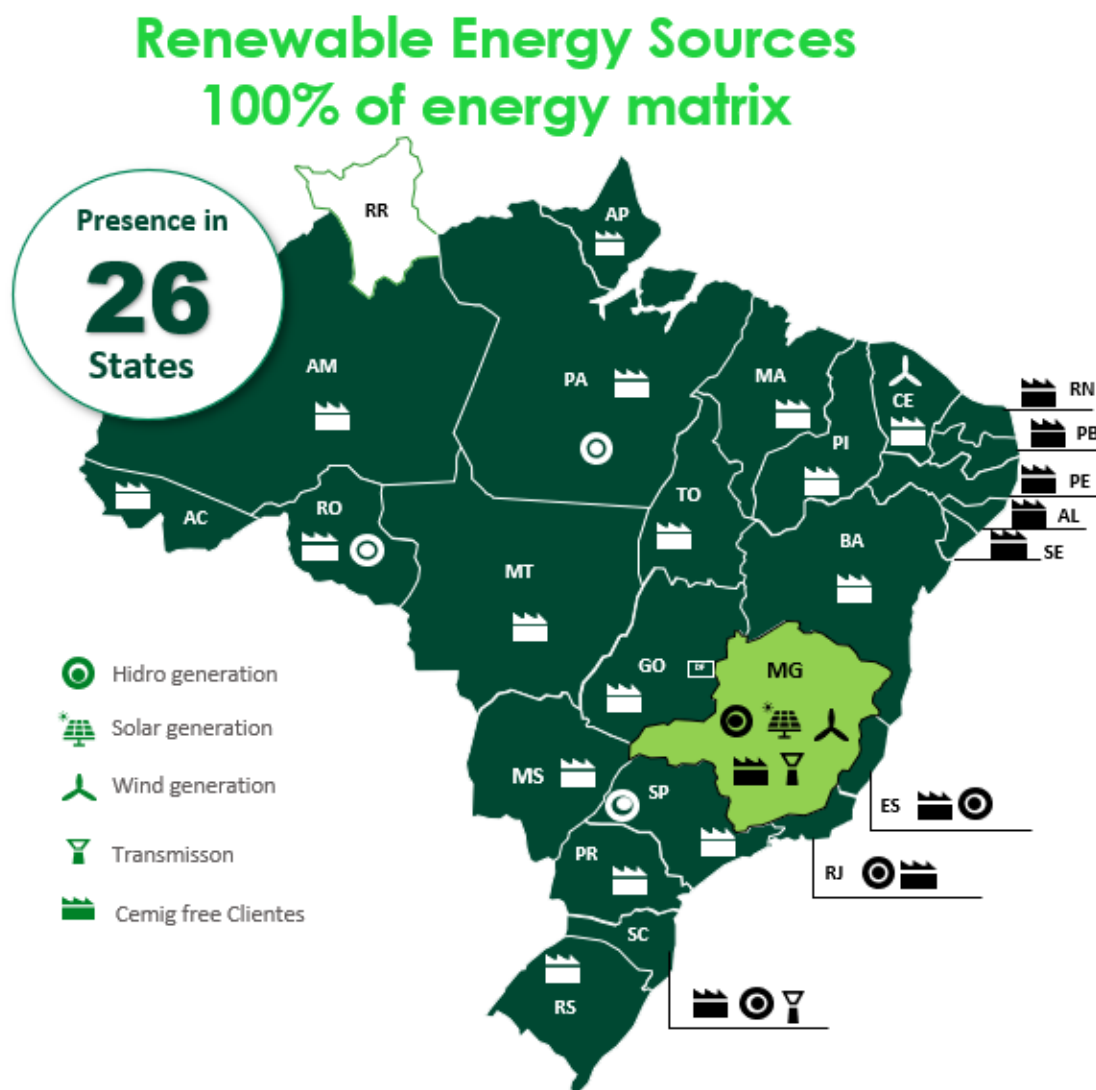 Renewable Energy Sources
100% of energy matrix
Presence in
26
States
RR
AP
AM
PA
MA
CE
RN
PB
PI
PE
AL
SE
AC
RO
TO
BA
MT
GO
DF
MG
MS
SP
ES
RJ
PR
SC
RS
Hidro generation
Solar generation
Wind generation
Transmisson
Cemig free Clientes